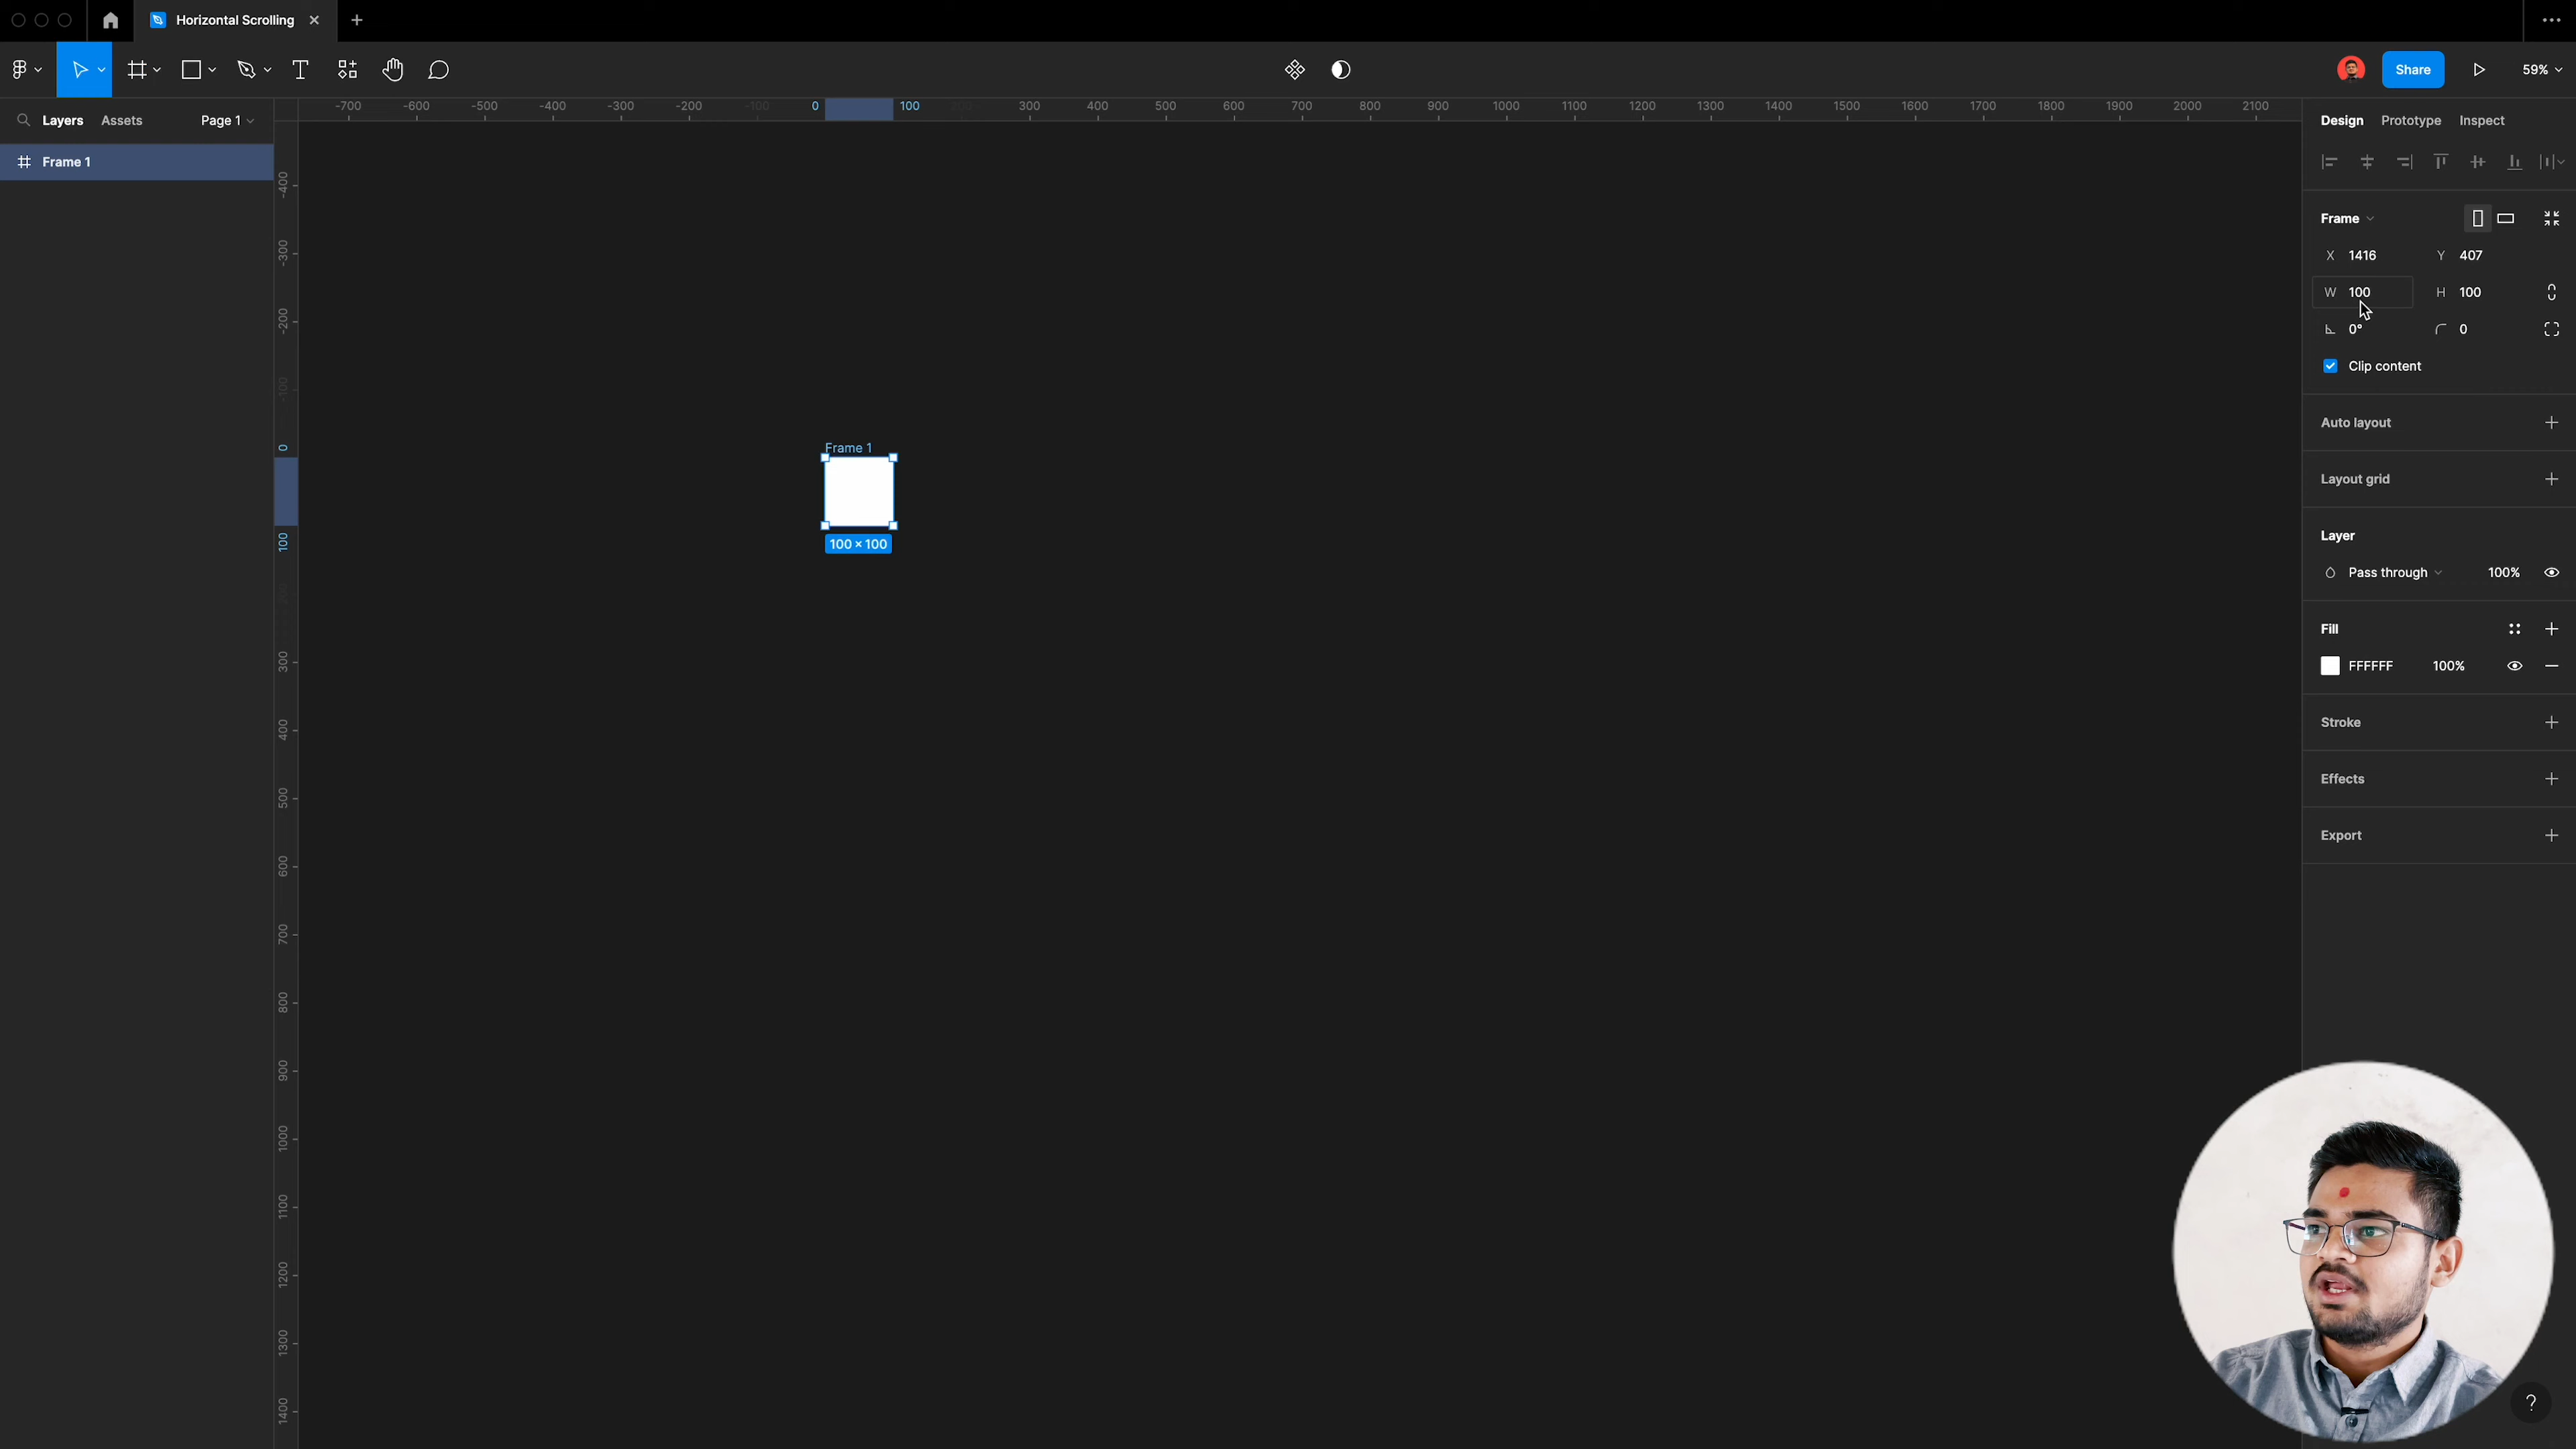 Horizontal Scrolling
Share
59%
Layers Assets Page 1
-700 -600 -500 -400 -300 -200 -100 0 100 200 300 400 500 600 700 800 900 1000 1100 1200 1300 1400 1500 1600 1700 1800 1900 2000 2100
Design Prototype Inspect
Frame 1
Frame
X 1416 Y 407
W 100 H 100
0° 0
Clip content
Auto layout
Layout grid
Layer
Pass through 100%
Fill
FFFFFF 100%
Stroke
Effects
Export
-400
-300
-200
-100
0
100
200
300
400
500
600
700
800
900
1000
1100
1200
1300
1400
Frame 1
100 × 100
?